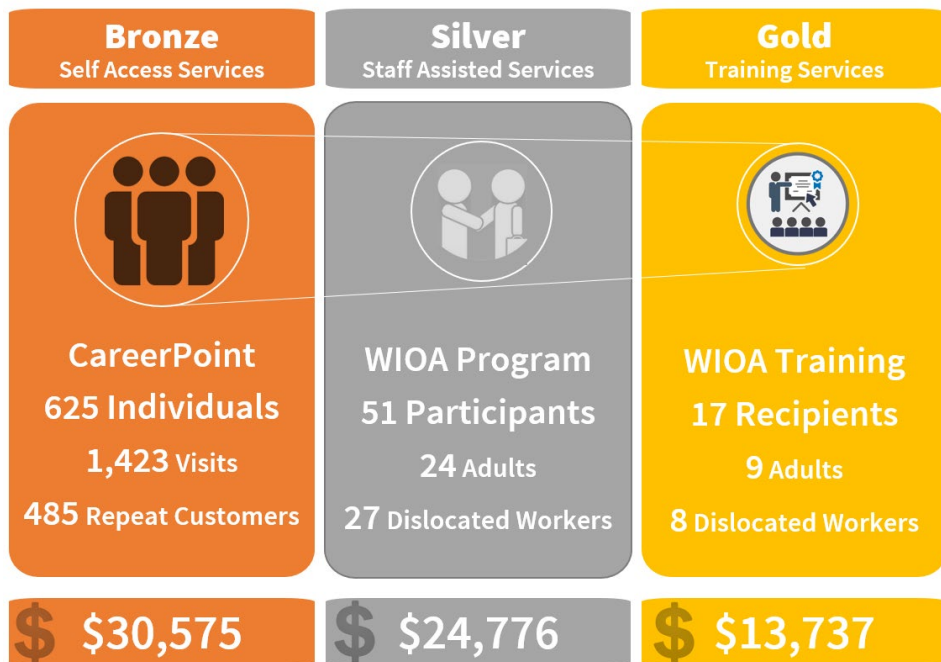 Bronze
Self Access Services
CareerPoint
625 Individuals
1,423 Visits
485 Repeat Customers
$ $30,575
Silver
Staff Assisted Services
WIOA Program
51 Participants
24 Adults
27 Dislocated Workers
$ $24,776
Gold
Training Services
WIOA Training
17 Recipients
9 Adults
8 Dislocated Workers
$ $13,737